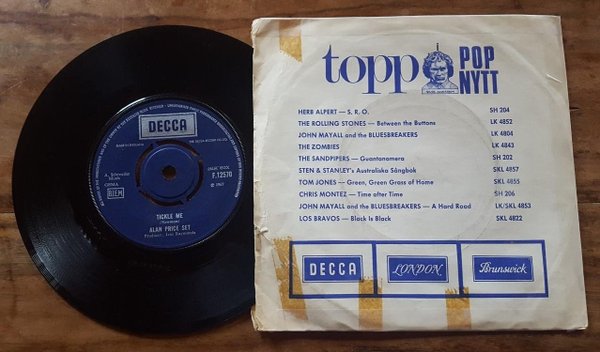 DECCA
F.12570
TICKLE ME
ALAN PRICE SET
BIEM
topp
POP
NYTT
HERB ALPERT — S. R. O. SH 204
THE ROLLING STONES — Between the Buttons LK 4852
JOHN MAYALL and the BLUESBREAKERS LK 4804
THE ZOMBIES LK 4843
THE SANDPIPERS — Guantanamera SH 202
STEN & STANLEY's Australiska Sångbok SKL 4857
TOM JONES — Green, Green Grass of Home SKL 4855
CHRIS MONTEZ — Time after Time SH 206
JOHN MAYALL and the BLUESBREAKERS — A Hard Road LK/SKL 4853
LOS BRAVOS — Black Is Black SKL 4822
DECCA
LONDON
Brunswick